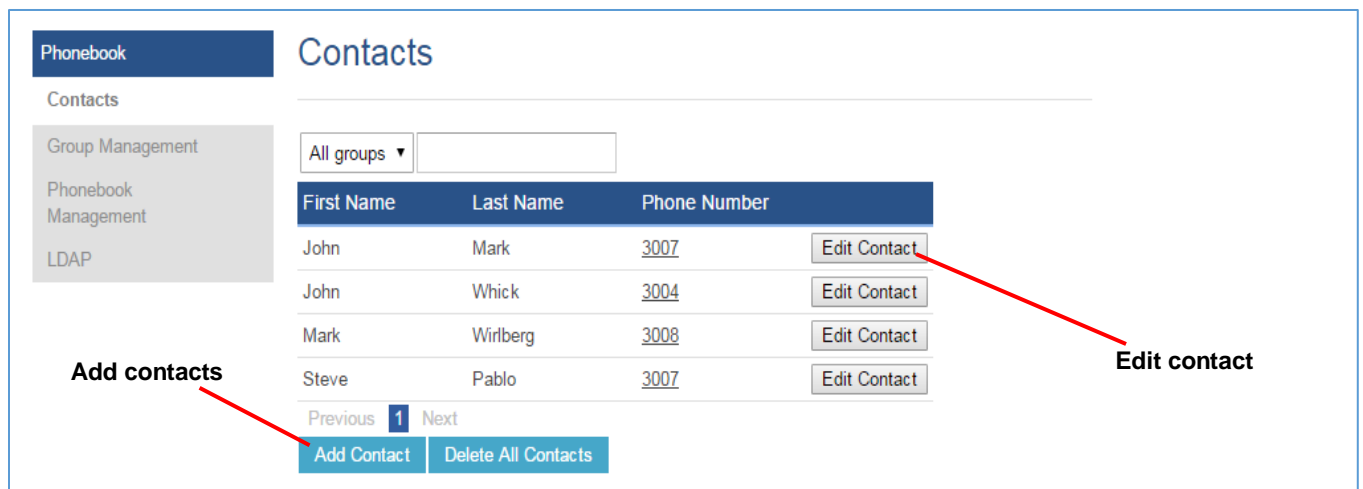 Phonebook
Contacts
Group Management
Phonebook
Management
LDAP
Contacts
All groups ▼
First Name Last Name Phone Number
John Mark 3007 Edit Contact
John Whick 3004 Edit Contact
Mark Wirlberg 3008 Edit Contact
Steve Pablo 3007 Edit Contact
Previous 1 Next
Add Contact Delete All Contacts
Add contacts
Edit contact